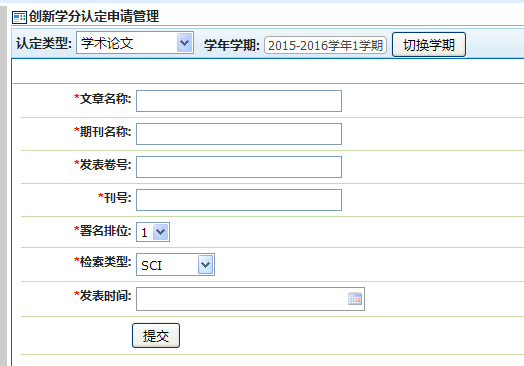 创新学分认定申请管理
认定类型: 学术论文 学年学期: 2015-2016学年1学期 切换学期
*文章名称:
*期刊名称:
*发表卷号:
*刊号:
*署名排位: 1
*检索类型: SCI
*发表时间:
提交